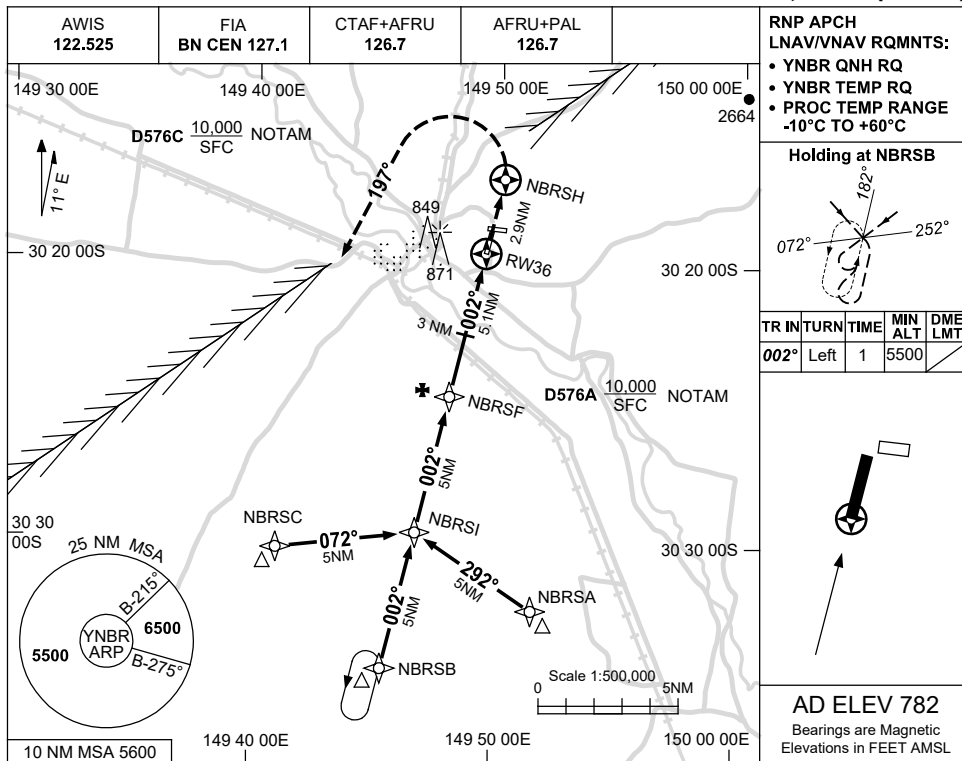 AWIS
122.525
FIA
BN CEN 127.1
CTAF+AFRU
126.7
AFRU+PAL
126.7
RNP APCH
LNAV/VNAV RQMNTS:
• YNBR QNH RQ
• YNBR TEMP RQ
• PROC TEMP RANGE
-10°C TO +60°C
149 30 00E
149 40 00E
149 50 00E
150 00 00E
2664
D576C 10,000 NOTAM
SFC
11° E
197°
NBRSH
849
871
2.9NM
RW36
30 20 00S
30 20 00S
002°
5.1NM
3 NM
NBRSF
D576A 10,000 NOTAM
SFC
002°
5NM
30 30
00S
NBRSC
072°
5NM
NBRSI
30 30 00S
292°
5NM
NBRSA
002°
5NM
NBRSB
25 NM MSA
B-215°
YNBR
ARP
6500
5500
B-275°
10 NM MSA 5600
Scale 1:500,000
0
5NM
149 40 00E
149 50 00E
150 00 00E
Holding at NBRSB
182°
072°
252°
TR IN TURN TIME MIN ALT DME LMT
002° Left 1 5500
AD ELEV 782
Bearings are Magnetic
Elevations in FEET AMSL